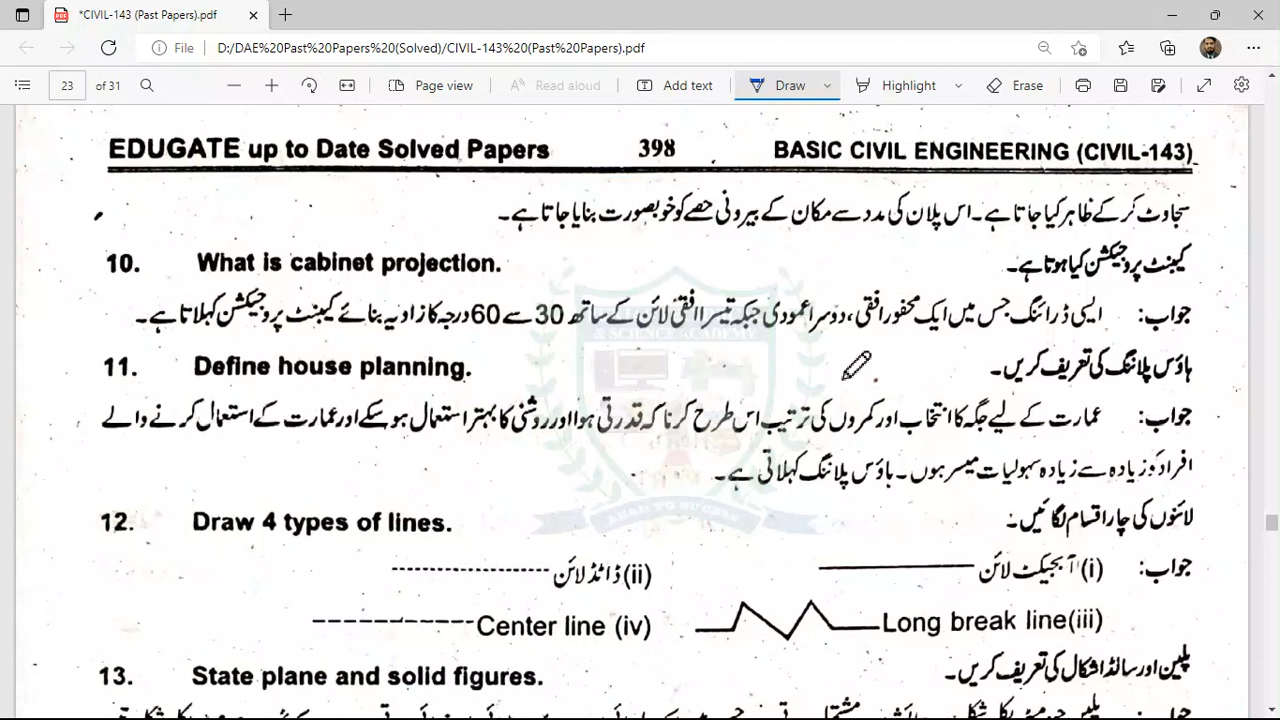 *CIVIL-143 (Past Papers).pdf
File D:/DAE%20Past%20Papers%20(Solved)/CIVIL-143%20(Past%20Papers).pdf
23 of 31 Page view Read aloud Add text Draw Highlight Erase
EDUGATE up to Date Solved Papers 398 BASIC CIVIL ENGINEERING (CIVIL-143)
سجاوٹ کر کے ظاہر کیا جاتا ہے۔ اس پلان کی مدد سے مکان کے بیرونی حصے کو خوبصورت بنایا جاتا ہے۔
10. What is cabinet projection. کیبنٹ پروجیکشن کیا ہوتا ہے۔
جواب: ایسی ڈرائنگ جس میں ایک محور افقی، دوسرا عمودی جبکہ تیسرا افقی لائن کے ساتھ 30 سے 60 درجہ کا زاویہ بنائے کیبنٹ پروجیکشن کہلاتا ہے۔
& SCIENCE ACADEMY
11. Define house planning. ہاؤس پلاننگ کی تعریف کریں۔
جواب: عمارت کے لیے جگہ کا انتخاب اور کمروں کی ترتیب اس طرح کرنا کہ قدرتی ہوا اور روشنی کا بہتر استعمال ہو سکے اور عمارت کے استعمال کرنے والے
افراد کو زیادہ سے زیادہ سہولیات میسر ہوں۔ ہاؤس پلاننگ کہلاتی ہے۔
12. Draw 4 types of lines. لائنوں کی چار اقسام لگائیں۔
جواب: (i) آبجیکٹ لائن (ii) ڈاٹڈ لائن
Long break line(iii) Center line (iv)
13. State plane and solid figures. پلین اور سالڈ اشکال کی تعریف کریں۔